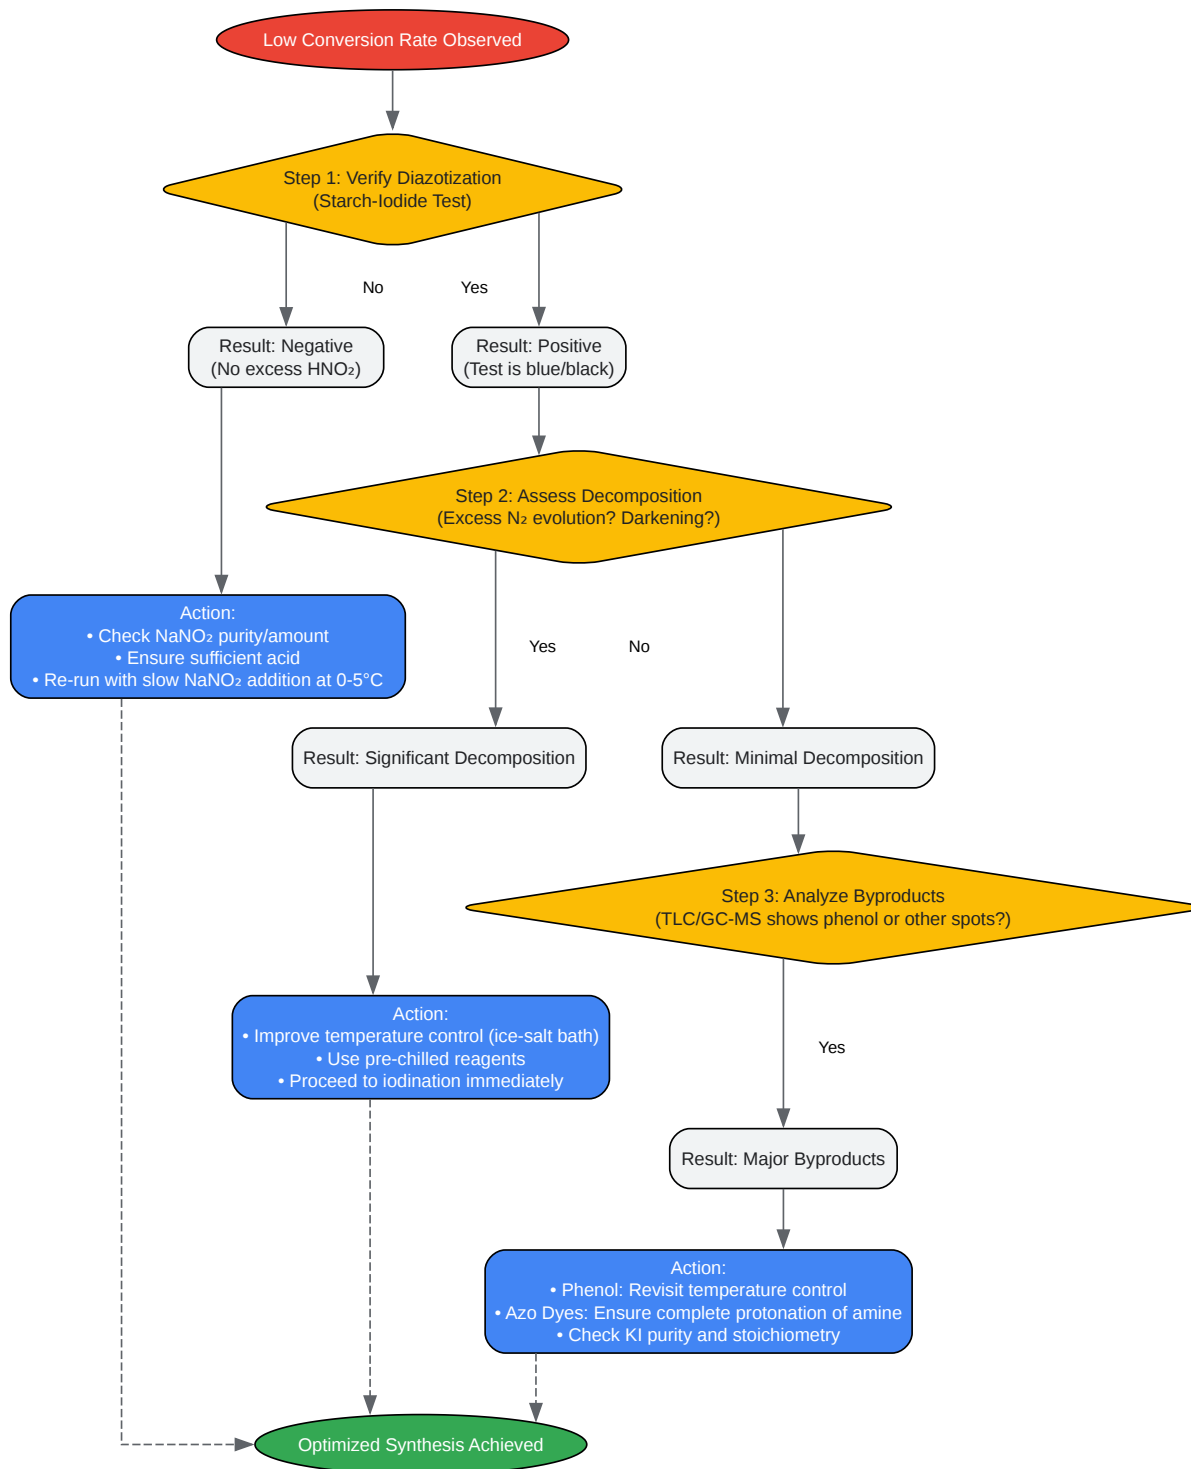 Low Conversion Rate Observed
Step 1: Verify Diazotization
(Starch-Iodide Test)
No
Yes
Result: Negative
(No excess HNO₂)
Result: Positive
(Test is blue/black)
Step 2: Assess Decomposition
(Excess N₂ evolution? Darkening?)
Action:
• Check NaNO₂ purity/amount
• Ensure sufficient acid
• Re-run with slow NaNO₂ addition at 0-5°C
Yes
No
Result: Significant Decomposition
Result: Minimal Decomposition
Step 3: Analyze Byproducts
(TLC/GC-MS shows phenol or other spots?)
Action:
• Improve temperature control (ice-salt bath)
• Use pre-chilled reagents
• Proceed to iodination immediately
Yes
Result: Major Byproducts
Action:
• Phenol: Revisit temperature control
• Azo Dyes: Ensure complete protonation of amine
• Check KI purity and stoichiometry
Optimized Synthesis Achieved